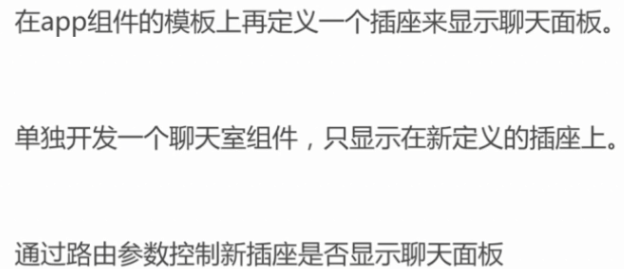 在app组件的模板上再定义一个插座来显示聊天面板。
单独开发一个聊天室组件，只显示在新定义的插座上。
通过路由参数控制新插座是否显示聊天面板